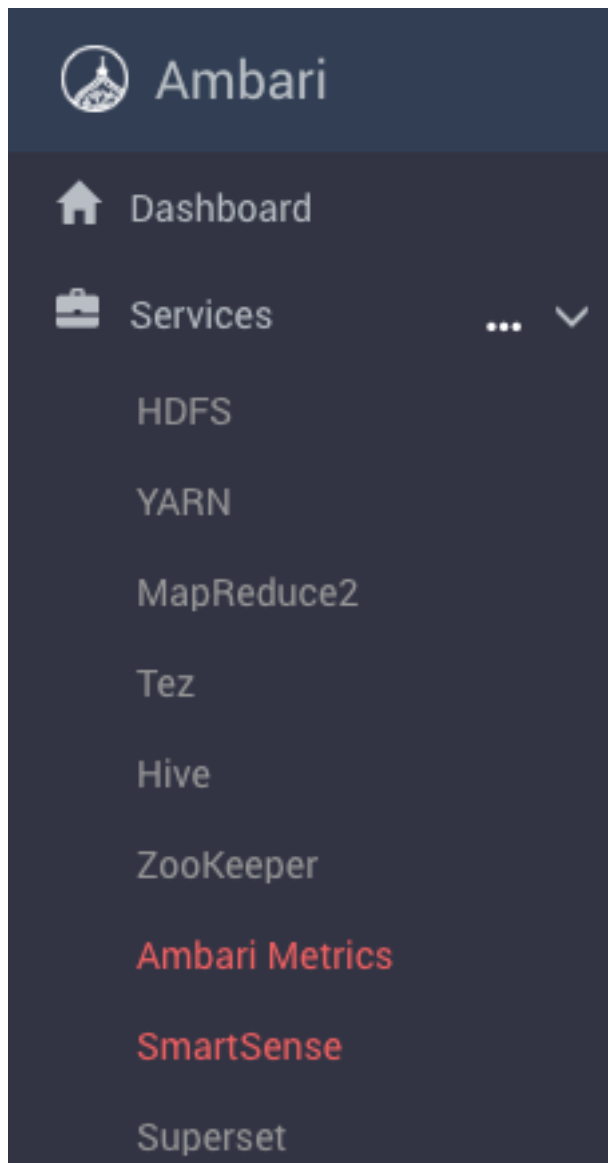 Ambari
Dashboard
Services ...
HDFS
YARN
MapReduce2
Tez
Hive
ZooKeeper
Ambari Metrics
SmartSense
Superset